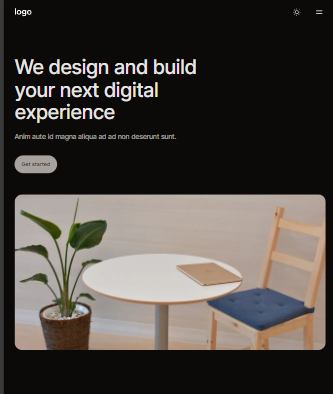 logo
We design and build
your next digital
experience
Anim aute id magna aliqua ad ad non deserunt sunt.
Get started